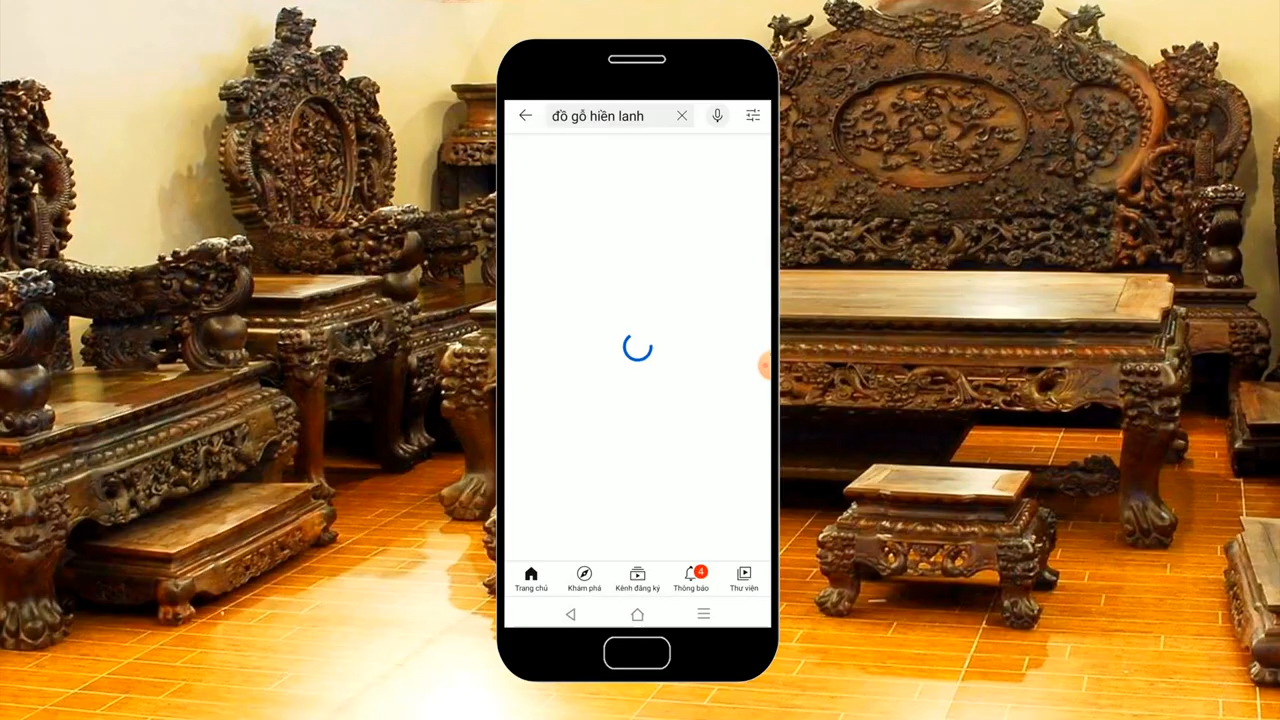 đồ gỗ hiền lanh
4
Trang chủ
Khám phá
Kênh đăng ký
Thông báo
Thư viện